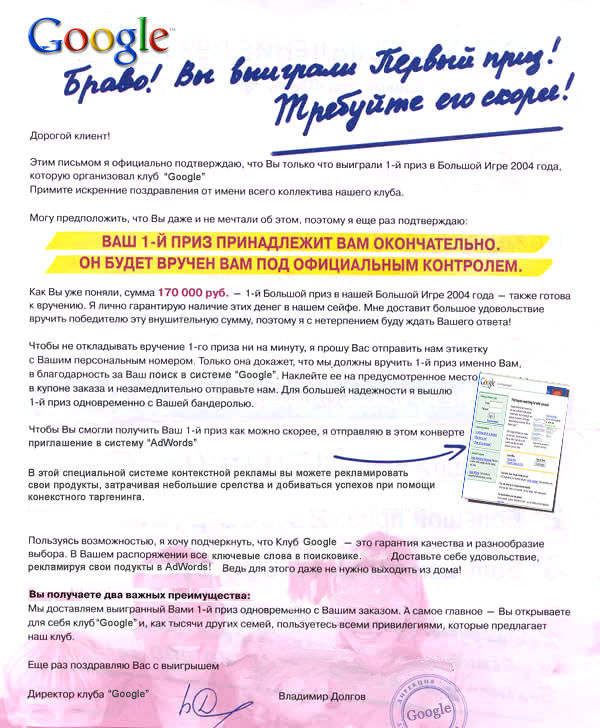 Google™
Браво! Вы выиграли Первый приз!
Требуйте его скорей!
Дорогой клиент!
Этим письмом я официально подтверждаю, что Вы только что выиграли 1-й приз в Большой Игре 2004 года,
которую организовал клуб "Google"
Примите искренние поздравления от имени всего коллектива нашего клуба.
Могу предположить, что Вы даже и не мечтали об этом, поэтому я еще раз подтверждаю:
ВАШ 1-Й ПРИЗ ПРИНАДЛЕЖИТ ВАМ ОКОНЧАТЕЛЬНО.
ОН БУДЕТ ВРУЧЕН ВАМ ПОД ОФИЦИАЛЬНЫМ КОНТРОЛЕМ.
Как Вы уже поняли, сумма 170 000 руб. — 1-й Большой приз в нашей Большой Игре 2004 года — также готова
к вручению. Я лично гарантирую наличие этих денег в нашем сейфе. Мне доставит большое удовольствие
вручить победителю эту внушительную сумму, поэтому я с нетерпением буду ждать Вашего ответа!
Чтобы не откладывать вручение 1-го приза ни на минуту, я прошу Вас отправить нам этикетку
с Вашим персональным номером. Только она докажет, что мы должны вручить 1-й приз именно Вам,
в благодарность за Ваш поиск в системе "Google". Наклейте ее на предусмотренное место
в купоне заказа и незамедлительно отправьте нам. Для большей надежности я вышлю
1-й приз одновременно с Вашей бандеролью.
Google
Чтобы Вы смогли получить Ваш 1-й приз как можно скорее, я отправляю в этом конверте
приглашение в систему "AdWords"
В этой специальной системе контекстной рекламы вы можете рекламировать
свои продукты, затрачивая небольшие срелства и добиваться успехов при помощи
конекстного таргенинга.
Пользуясь возможностью, я хочу подчеркнуть, что Клуб Google — это гарантия качества и разнообразие
выбора. В Вашем распоряжении все ключевые слова в поисковике. Доставьте себе удовольствие,
рекламируя свои подукты в AdWords! Ведь для этого даже не нужно выходить из дома!
Вы получаете два важных преимущества:
Мы доставляем выигранный Вами 1-й приз одновременно с Вашим заказом. А самое главное — Вы открываете
для себя клуб "Google" и, как тысячи других семей, пользуетесь всеми привилегиями, которые предлагает
наш клуб.
Еще раз поздравляю Вас с выигрышем
Директор клуба "Google" Владимир Долгов
ДИРЕКЦИЯ
Google